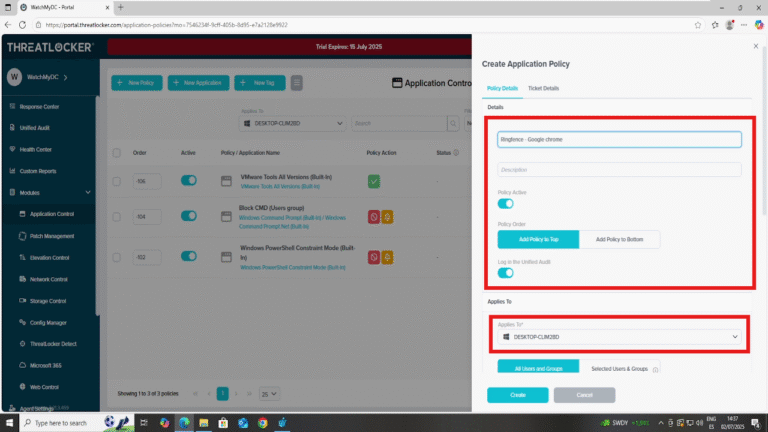 WatchMyDC
Portal
https://portal.threatlocker.com/application-policies?mo=7546234f-9cff-405b-8d95-e7a2128e9922
THREATLOCKER
Trial Expires: 15 July 2025
W
WatchMyDC
Response Center
Unified Audit
Health Center
Custom Reports
Modules
Application Control
Patch Management
Elevation Control
Network Control
Storage Control
Config Manager
ThreatLocker Detect
Microsoft 365
Web Control
Agent Settings
+ New Policy
+ New Application
+ New Tag
Application Contro
Applies To
DESKTOP-CLIM2BD
Search
Order
Active
Policy / Application Name
Policy Action
Status
-106
VMware Tools All Versions (Built-In)
VMware Tools All Versions (Built-In)
-104
Block CMD (Users group)
Windows Command Prompt (Built-In) / Windows
Command Prompt Net (Built-In)
-102
Windows PowerShell Constraint Mode (Built-
In)
Windows PowerShell Constraint Mode (Built-In)
Showing 1 to 3 of 3 policies
1
25
Create Application Policy
Policy Details
Ticket Details
Details
Ringfence - Google chrome
Description
Policy Active
Policy Order
Add Policy to Top
Add Policy to Bottom
Log in the Unified Audit
Applies To
Applies To*
DESKTOP-CLIM2BD
All Users and Groups
Selected Users & Groups
Create
Cancel
Type here to search
SWDY
ENG
ES
14:37
02/07/2025